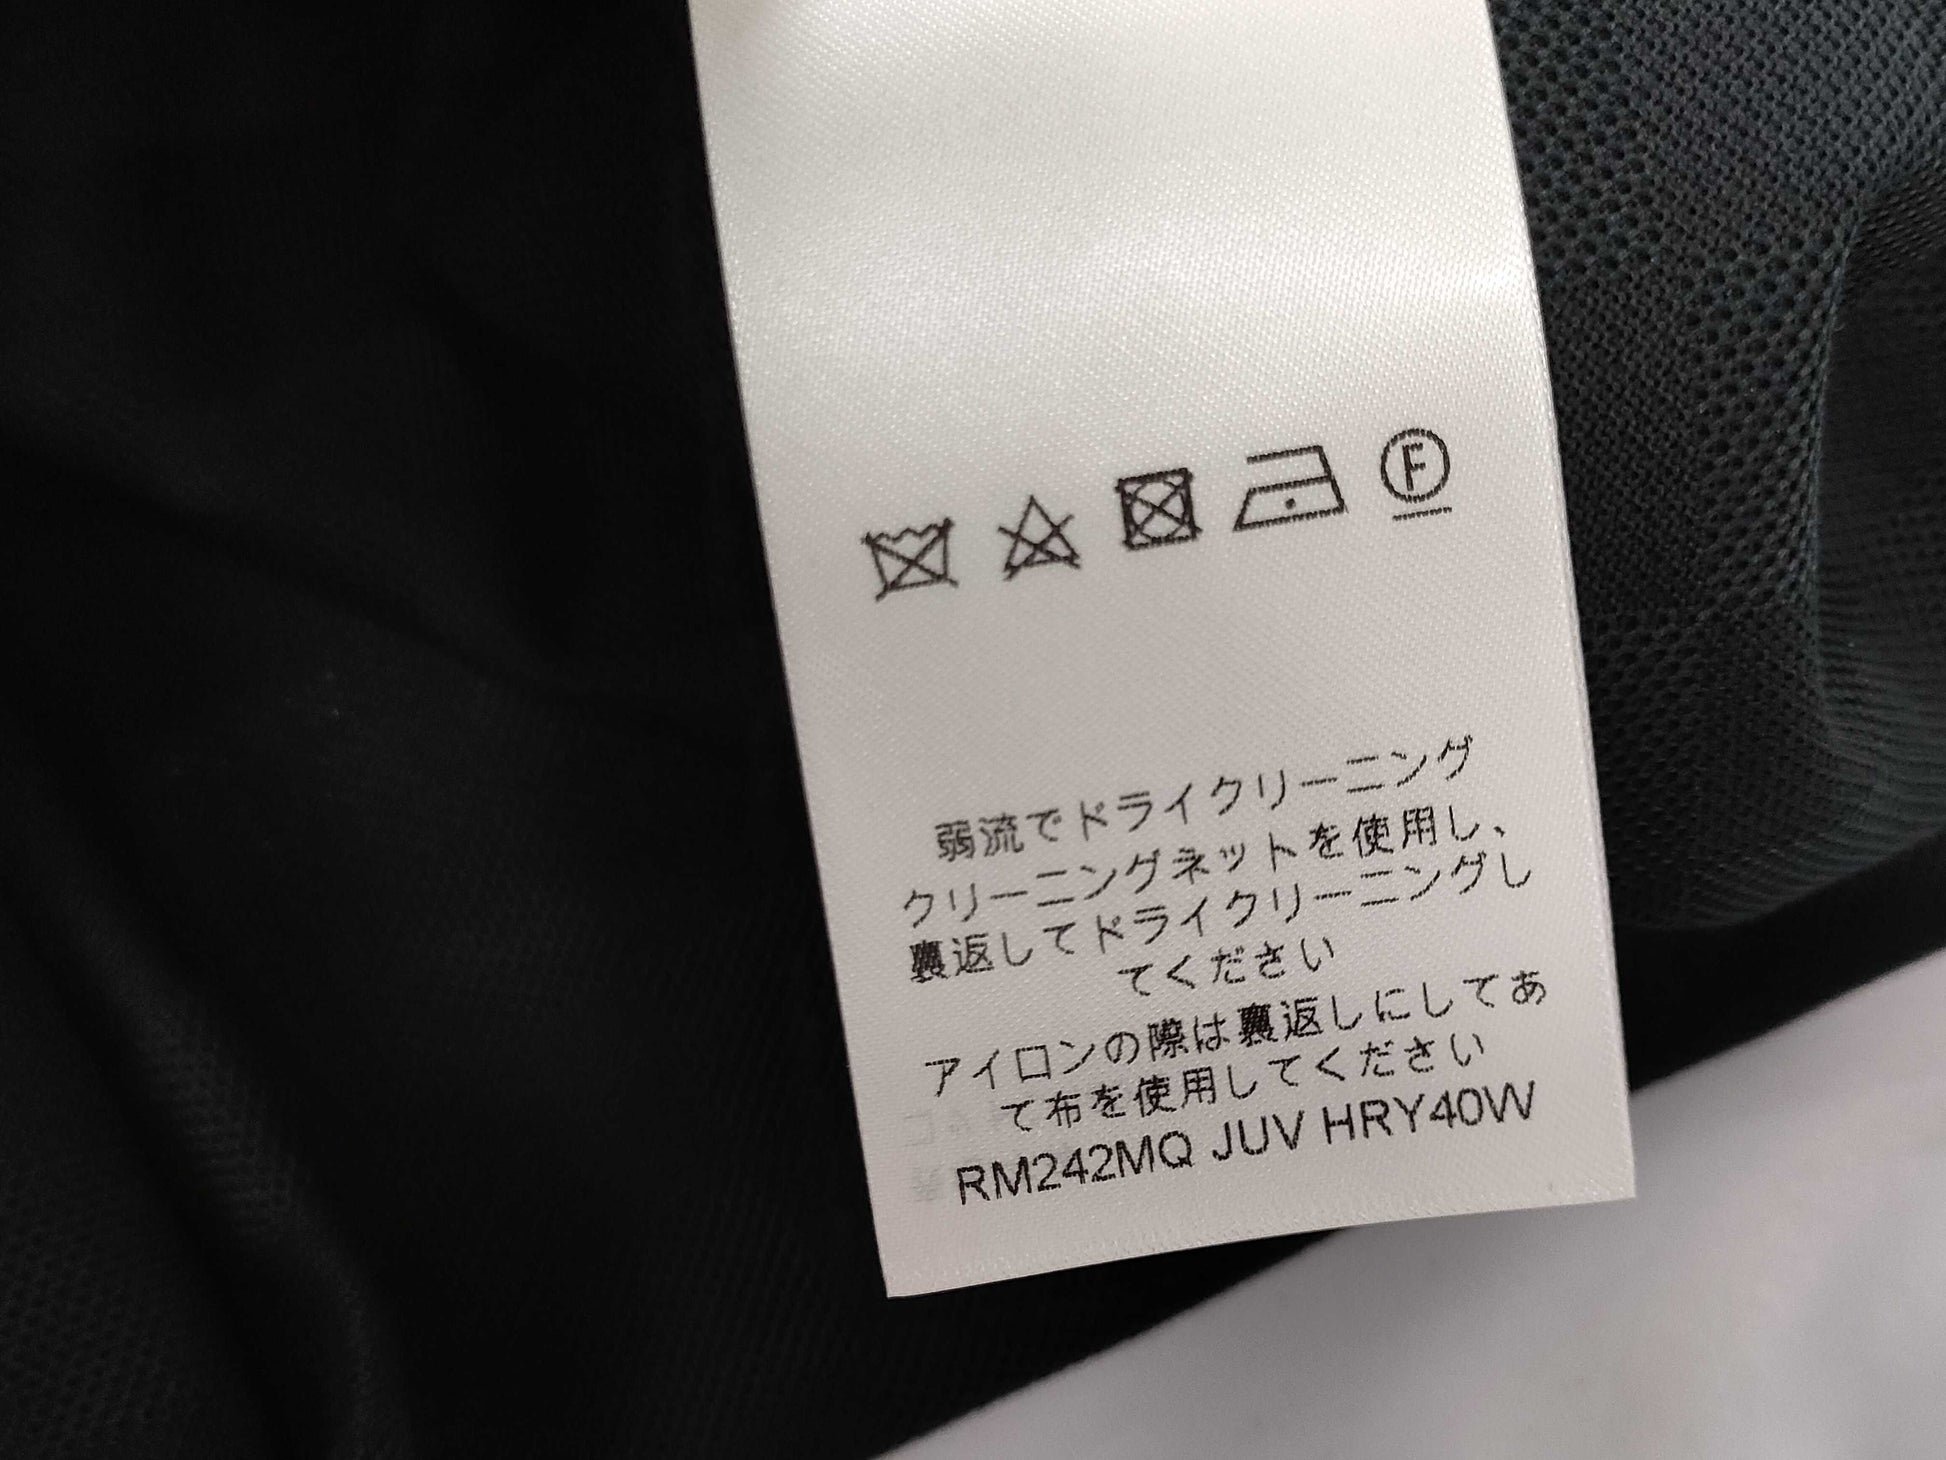 F
弱流でドライクリーニング
クリーニングネットを使用し、
裏返してドライクリーニングし
てください
アイロンの際は裏返しにしてあ
て布を使用してください
RM242MQ JUV HRY40W